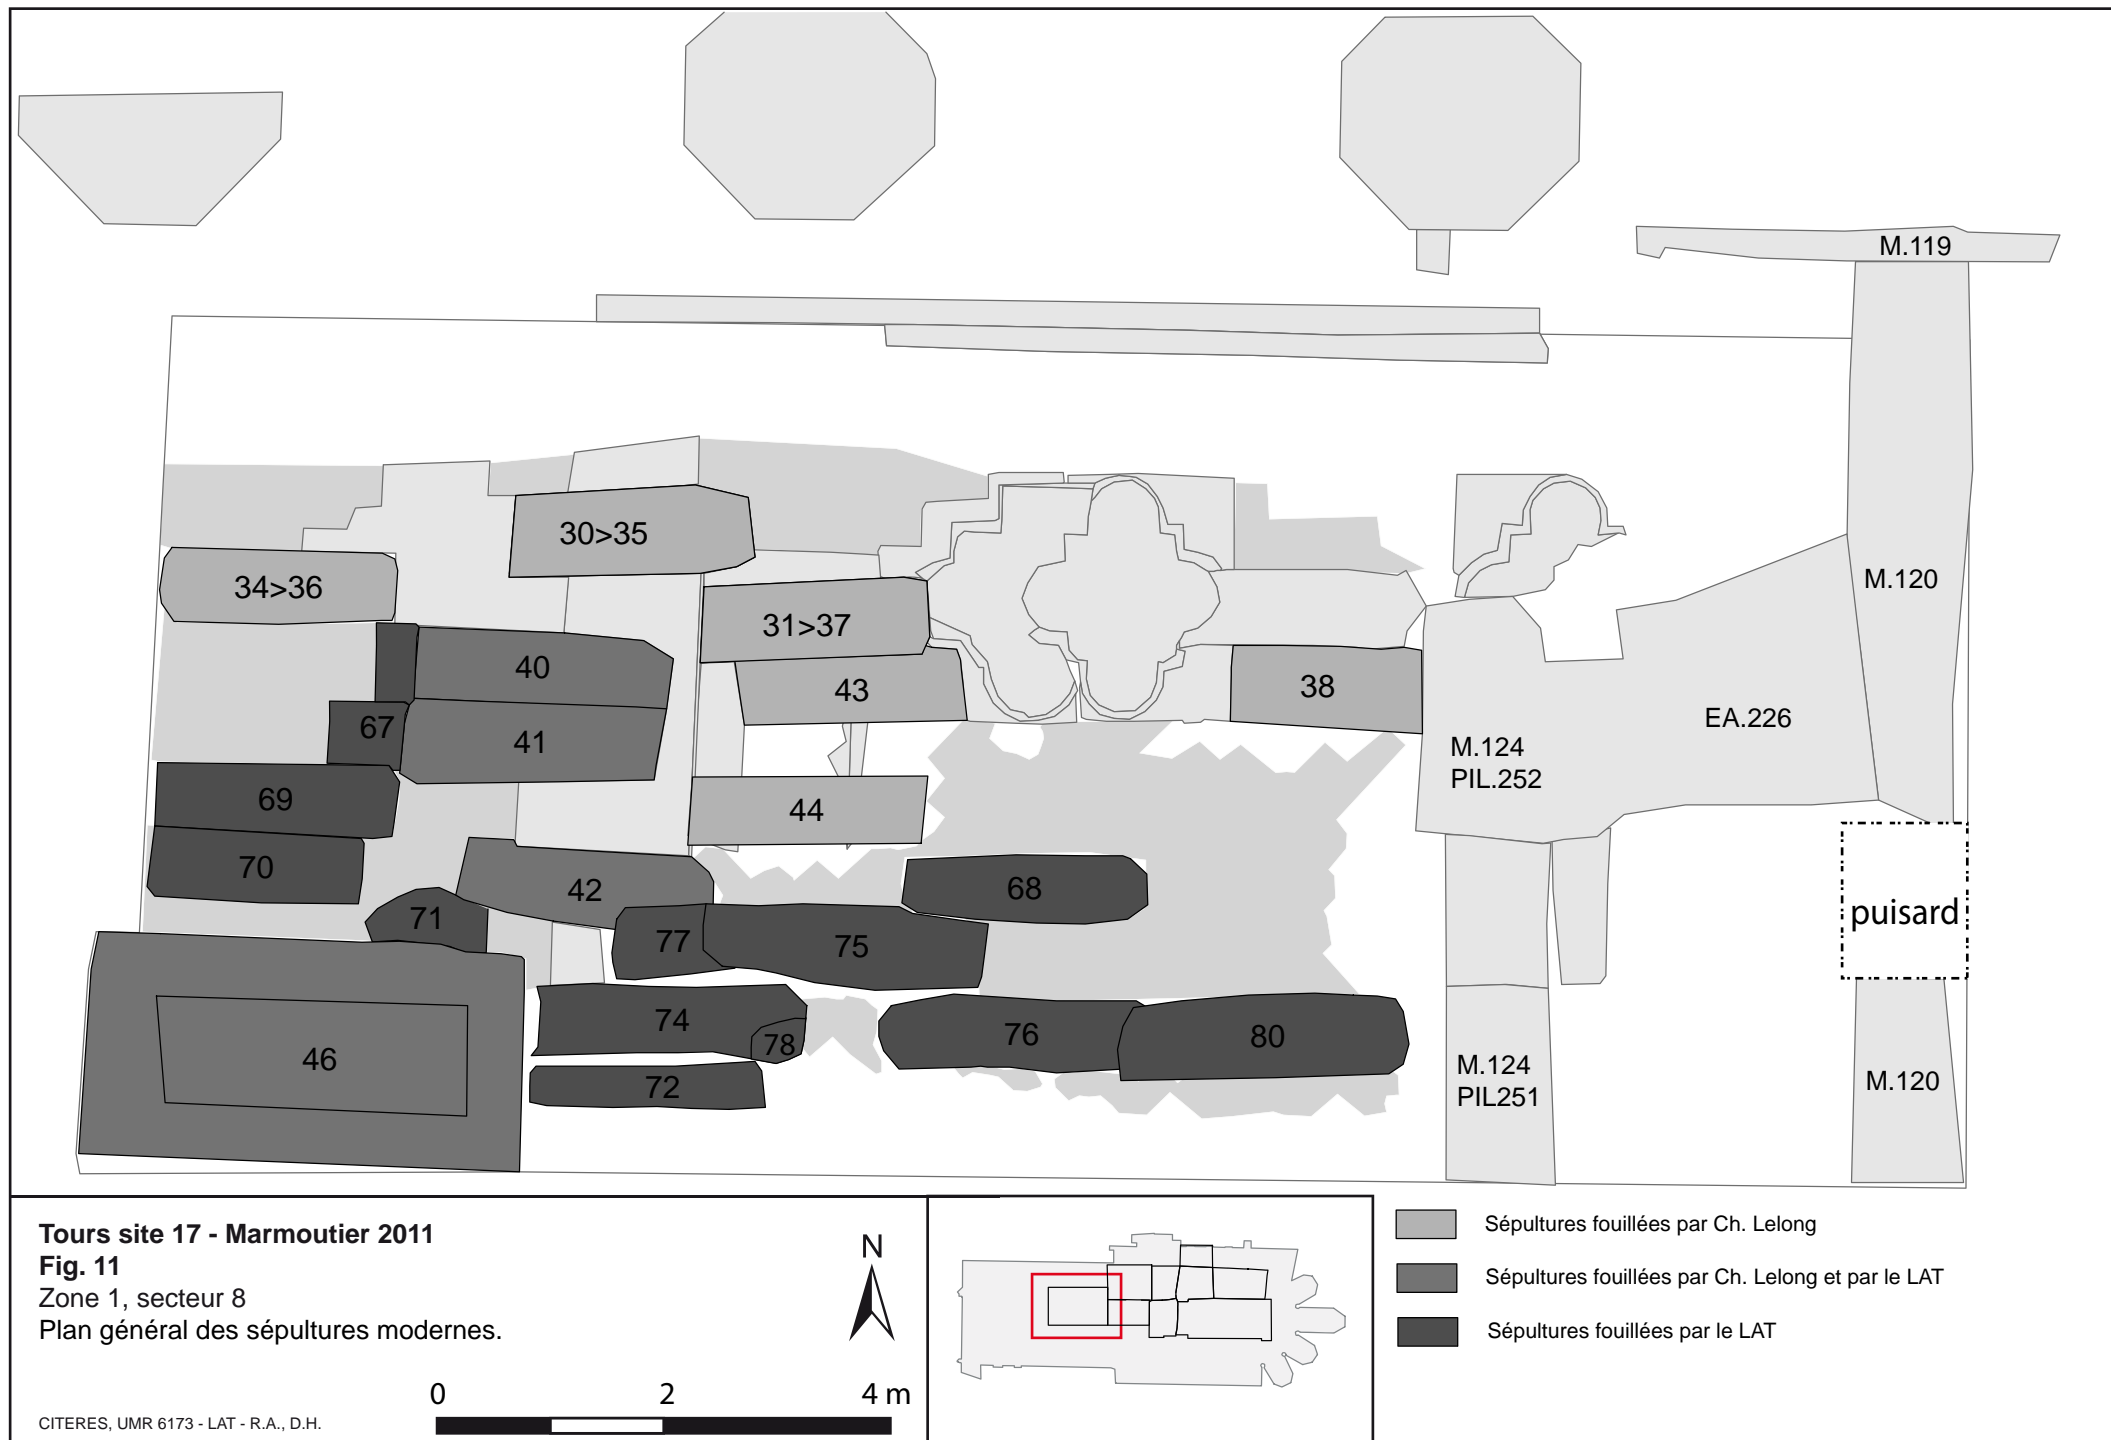 M.119
30>35
34>36
M.120
31>37
40
43
38
67
41
EA.226
M.124
PIL.252
69
44
70
42
68
71
puisard
77
75
74
78
76
80
46
72
M.124
PIL251
M.120
Tours site 17 - Marmoutier 2011
Fig. 11
Zone 1, secteur 8
Plan général des sépultures modernes.
N
0 2 4 m
CITERES, UMR 6173 - LAT - R.A., D.H.
Sépultures fouillées par Ch. Lelong
Sépultures fouillées par Ch. Lelong et par le LAT
Sépultures fouillées par le LAT